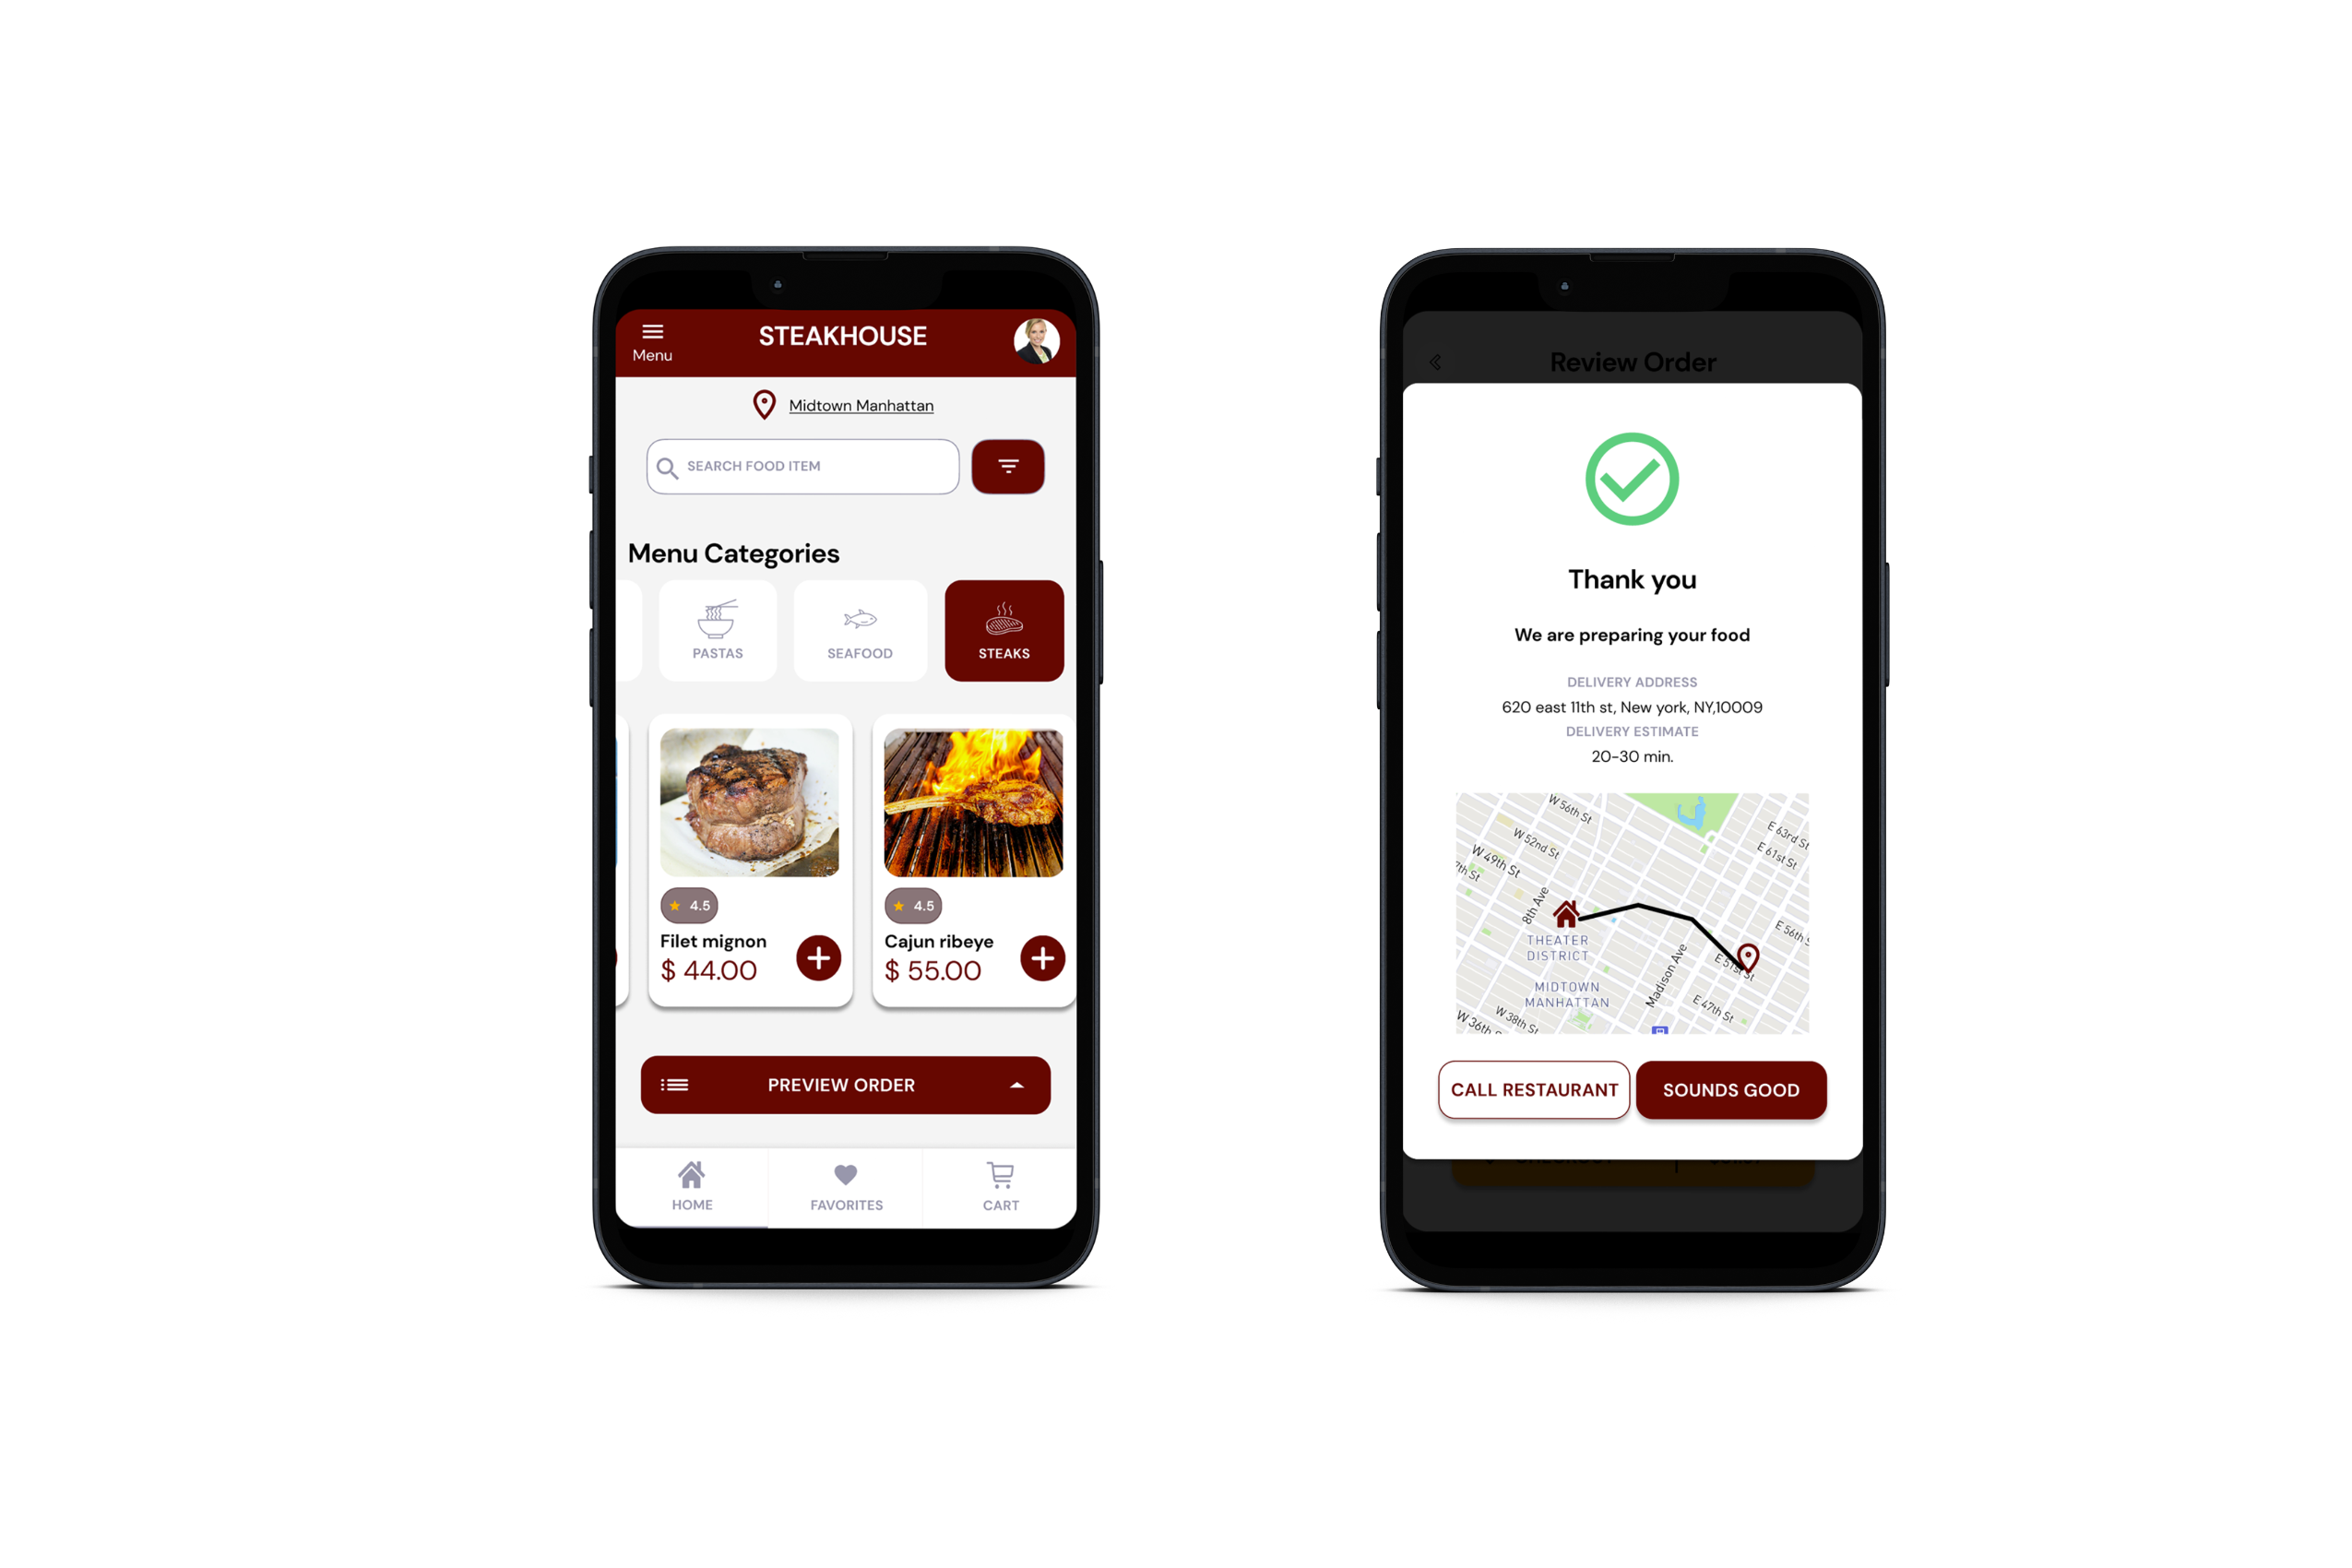 STEAKHOUSE
Menu
Midtown Manhattan
SEARCH FOOD ITEM
Menu Categories
PASTAS
SEAFOOD
STEAKS
4.5
4.5
Filet mignon
$ 44.00
Cajun ribeye
$ 55.00
PREVIEW ORDER
HOME
FAVORITES
CART
Review Order
Thank you
We are preparing your food
DELIVERY ADDRESS
620 east 11th st, New york, NY,10009
DELIVERY ESTIMATE
20-30 min.
W 56th St
W 52nd St
W 49th St
7th St
E 63rd St
E 61st St
8th Ave
THEATER
DISTRICT
E 56th S
E 51st St
Madison Ave
MIDTOWN
MANHATTAN
E 47th St
W 38th St
W 36th
CALL RESTAURANT
SOUNDS GOOD